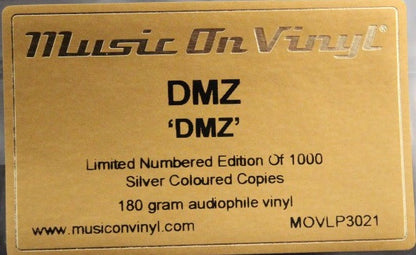 Music On Vinyl®
DMZ
‘DMZ’
Limited Numbered Edition Of 1000
Silver Coloured Copies
180 gram audiophile vinyl
www.musiconvinyl.com MOVLP3021